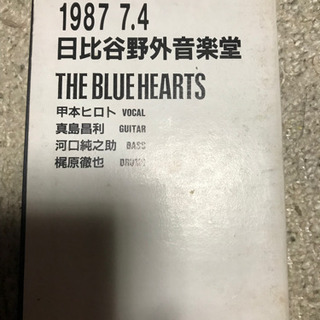 1987 7.4
日比谷野外音楽堂
THE BLUE HEARTS
甲本ヒロト VOCAL
真島昌利 GUITAR
河口純之助 BASS
梶原徹也 DRUMS